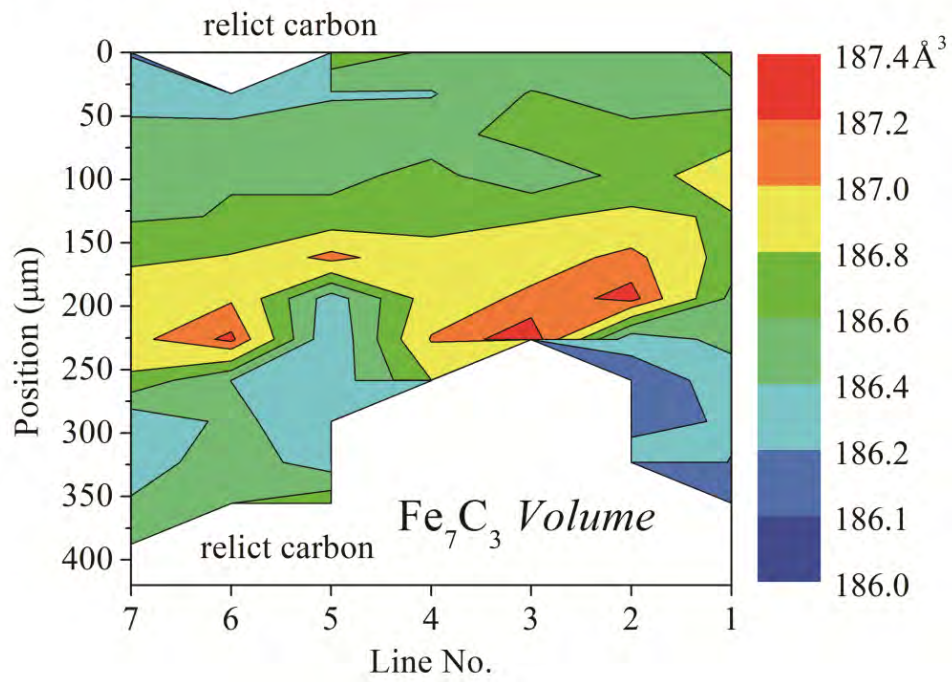 relict carbon
0
50
100
150
200
250
300
350
400
Position (μm)
7 6 5 4 3 2 1
Line No.
Fe₇C₃ Volume
relict carbon
187.4 Å³
187.2
187.0
186.8
186.6
186.4
186.2
186.1
186.0